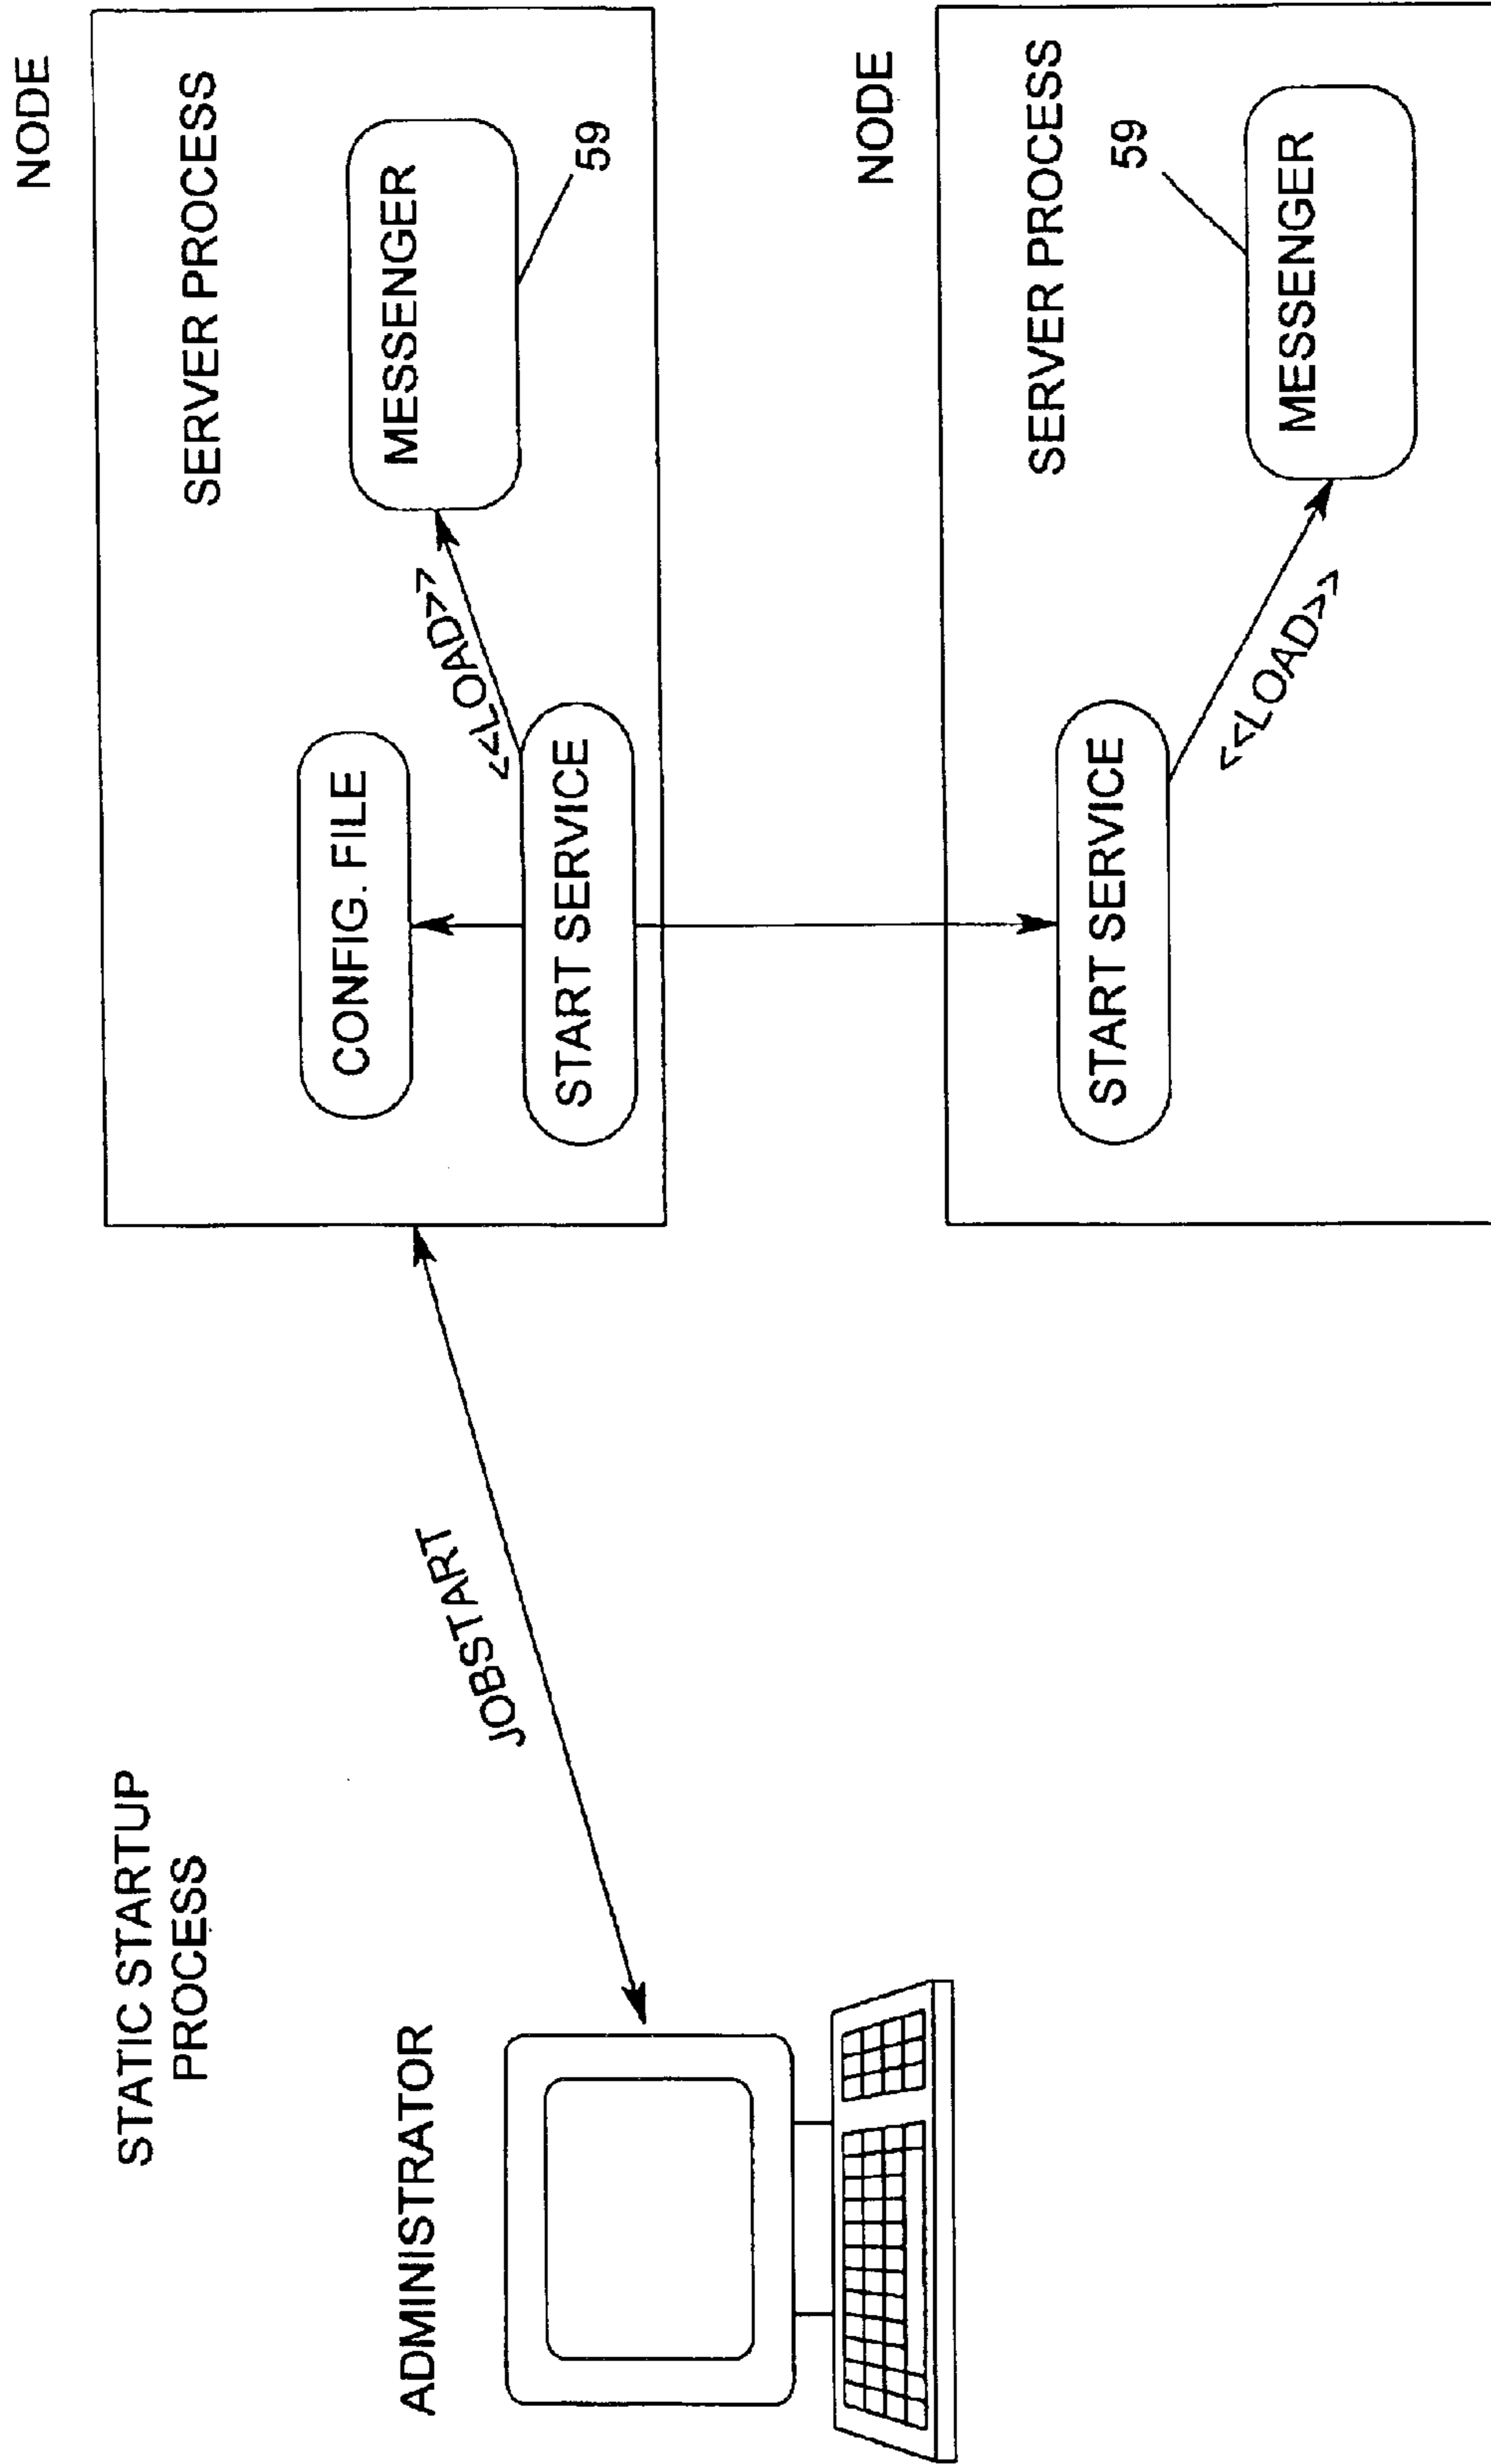 STATIC STARTUP
PROCESS
ADMINISTRATOR
JOBSTART
NODE
SERVER PROCESS
CONFIG. FILE
<<LOAD>>
MESSENGER
59
START SERVICE
NODE
SERVER PROCESS
59
START SERVICE
<<LOAD>>
MESSENGER